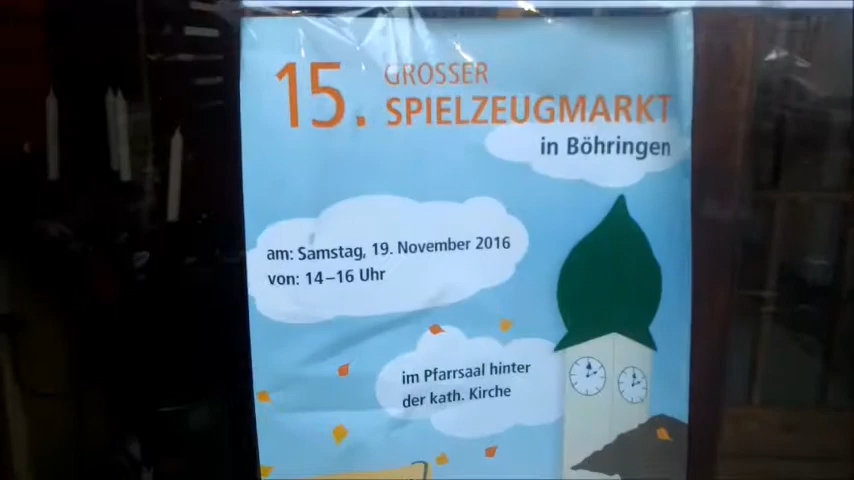 15. GROSSER
SPIELZEUGMARKT
in Böhringen
am: Samstag, 19. November 2016
von: 14–16 Uhr
im Pfarrsaal hinter
der kath. Kirche